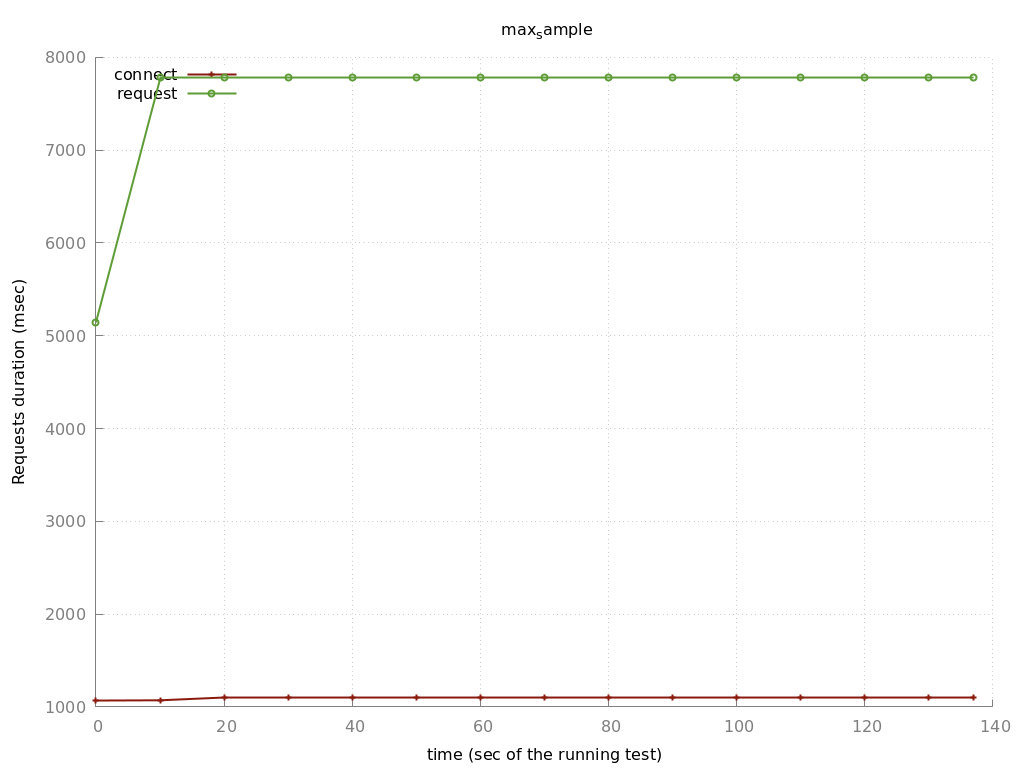 max_sample
8000
connect
request
7000
6000
5000
4000
3000
2000
1000
Requests duration (msec)
0 20 40 60 80 100 120 140
time (sec of the running test)